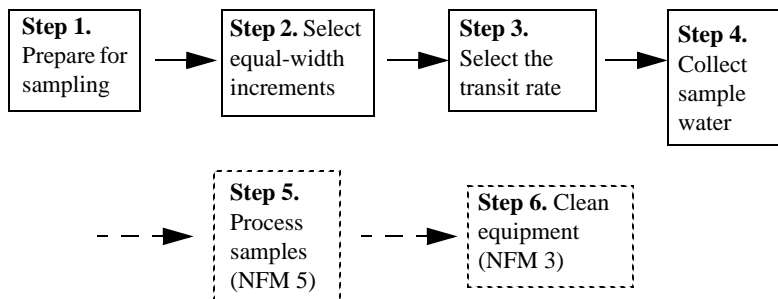 Step 1.
Prepare for
sampling
Step 2. Select
equal-width
increments
Step 3.
Select the
transit rate
Step 4.
Collect
sample
water
Step 5.
Process
samples
(NFM 5)
Step 6. Clean
equipment
(NFM 3)